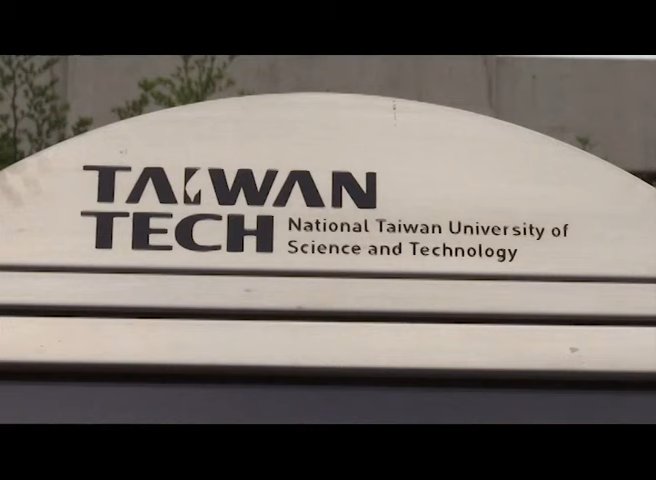 TAIWAN
TECH
National Taiwan University of
Science and Technology